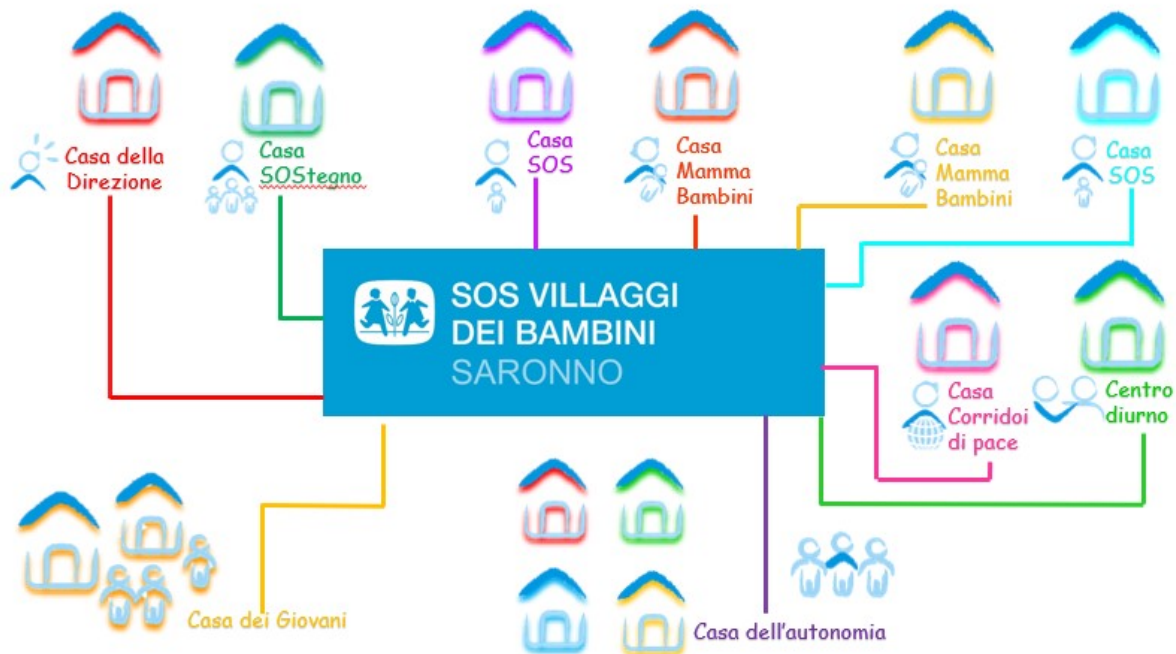 Casa della
Direzione
Casa
SOStegno
Casa
SOS
Casa
Mamma
Bambini
Casa
Mamma
Bambini
Casa
SOS
SOS VILLAGGI
DEI BAMBINI
SARONNO
Casa
Corridoi
di pace
Centro
diurno
Casa dei Giovani
Casa dell'autonomia